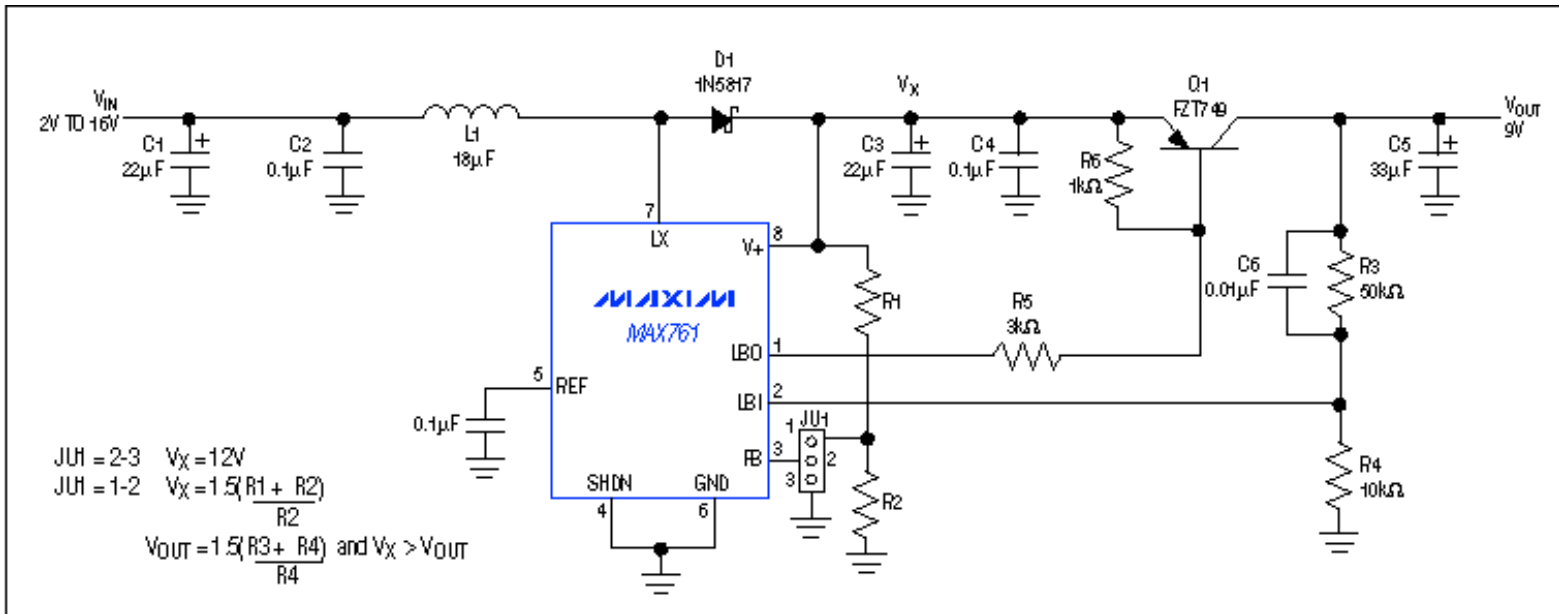 D1
1N5817
VX
Q1
FZT749
VIN
2V TO 16V
VOUT
9V
C1
22µF
C2
0.1µF
L1
18µF
C3
22µF
C4
0.1µF
R6
1kΩ
C5
33µF
7
LX
V+
8
MAXIM
MAX761
R1
C6
0.01µF
R3
50kΩ
R5
3kΩ
LBO
1
5
REF
LBI
2
0.1µF
JU1
1
FB
3
2
3
R2
R4
10kΩ
SHDN
GND
4
6
JU1 = 2-3 VX = 12V
JU1 = 1-2 VX = 1.5(R1 + R2)
R2
VOUT = 1.5(R3 + R4) and VX > VOUT
R4